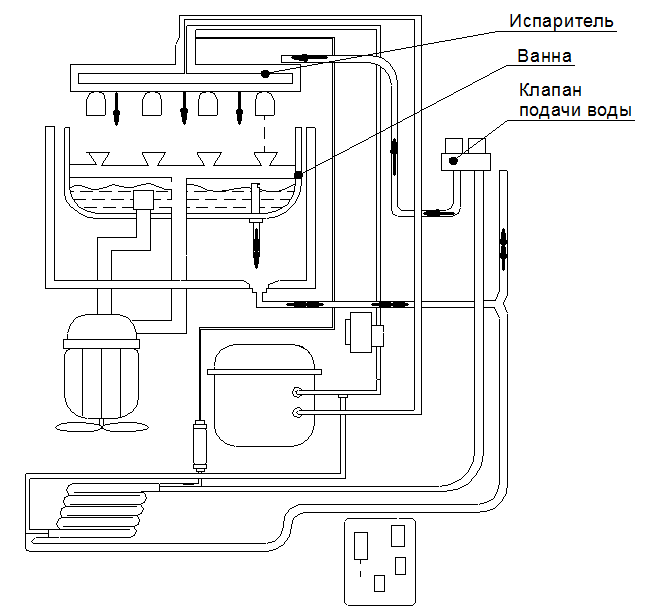 Испаритель
Ванна
Клапан
подачи воды